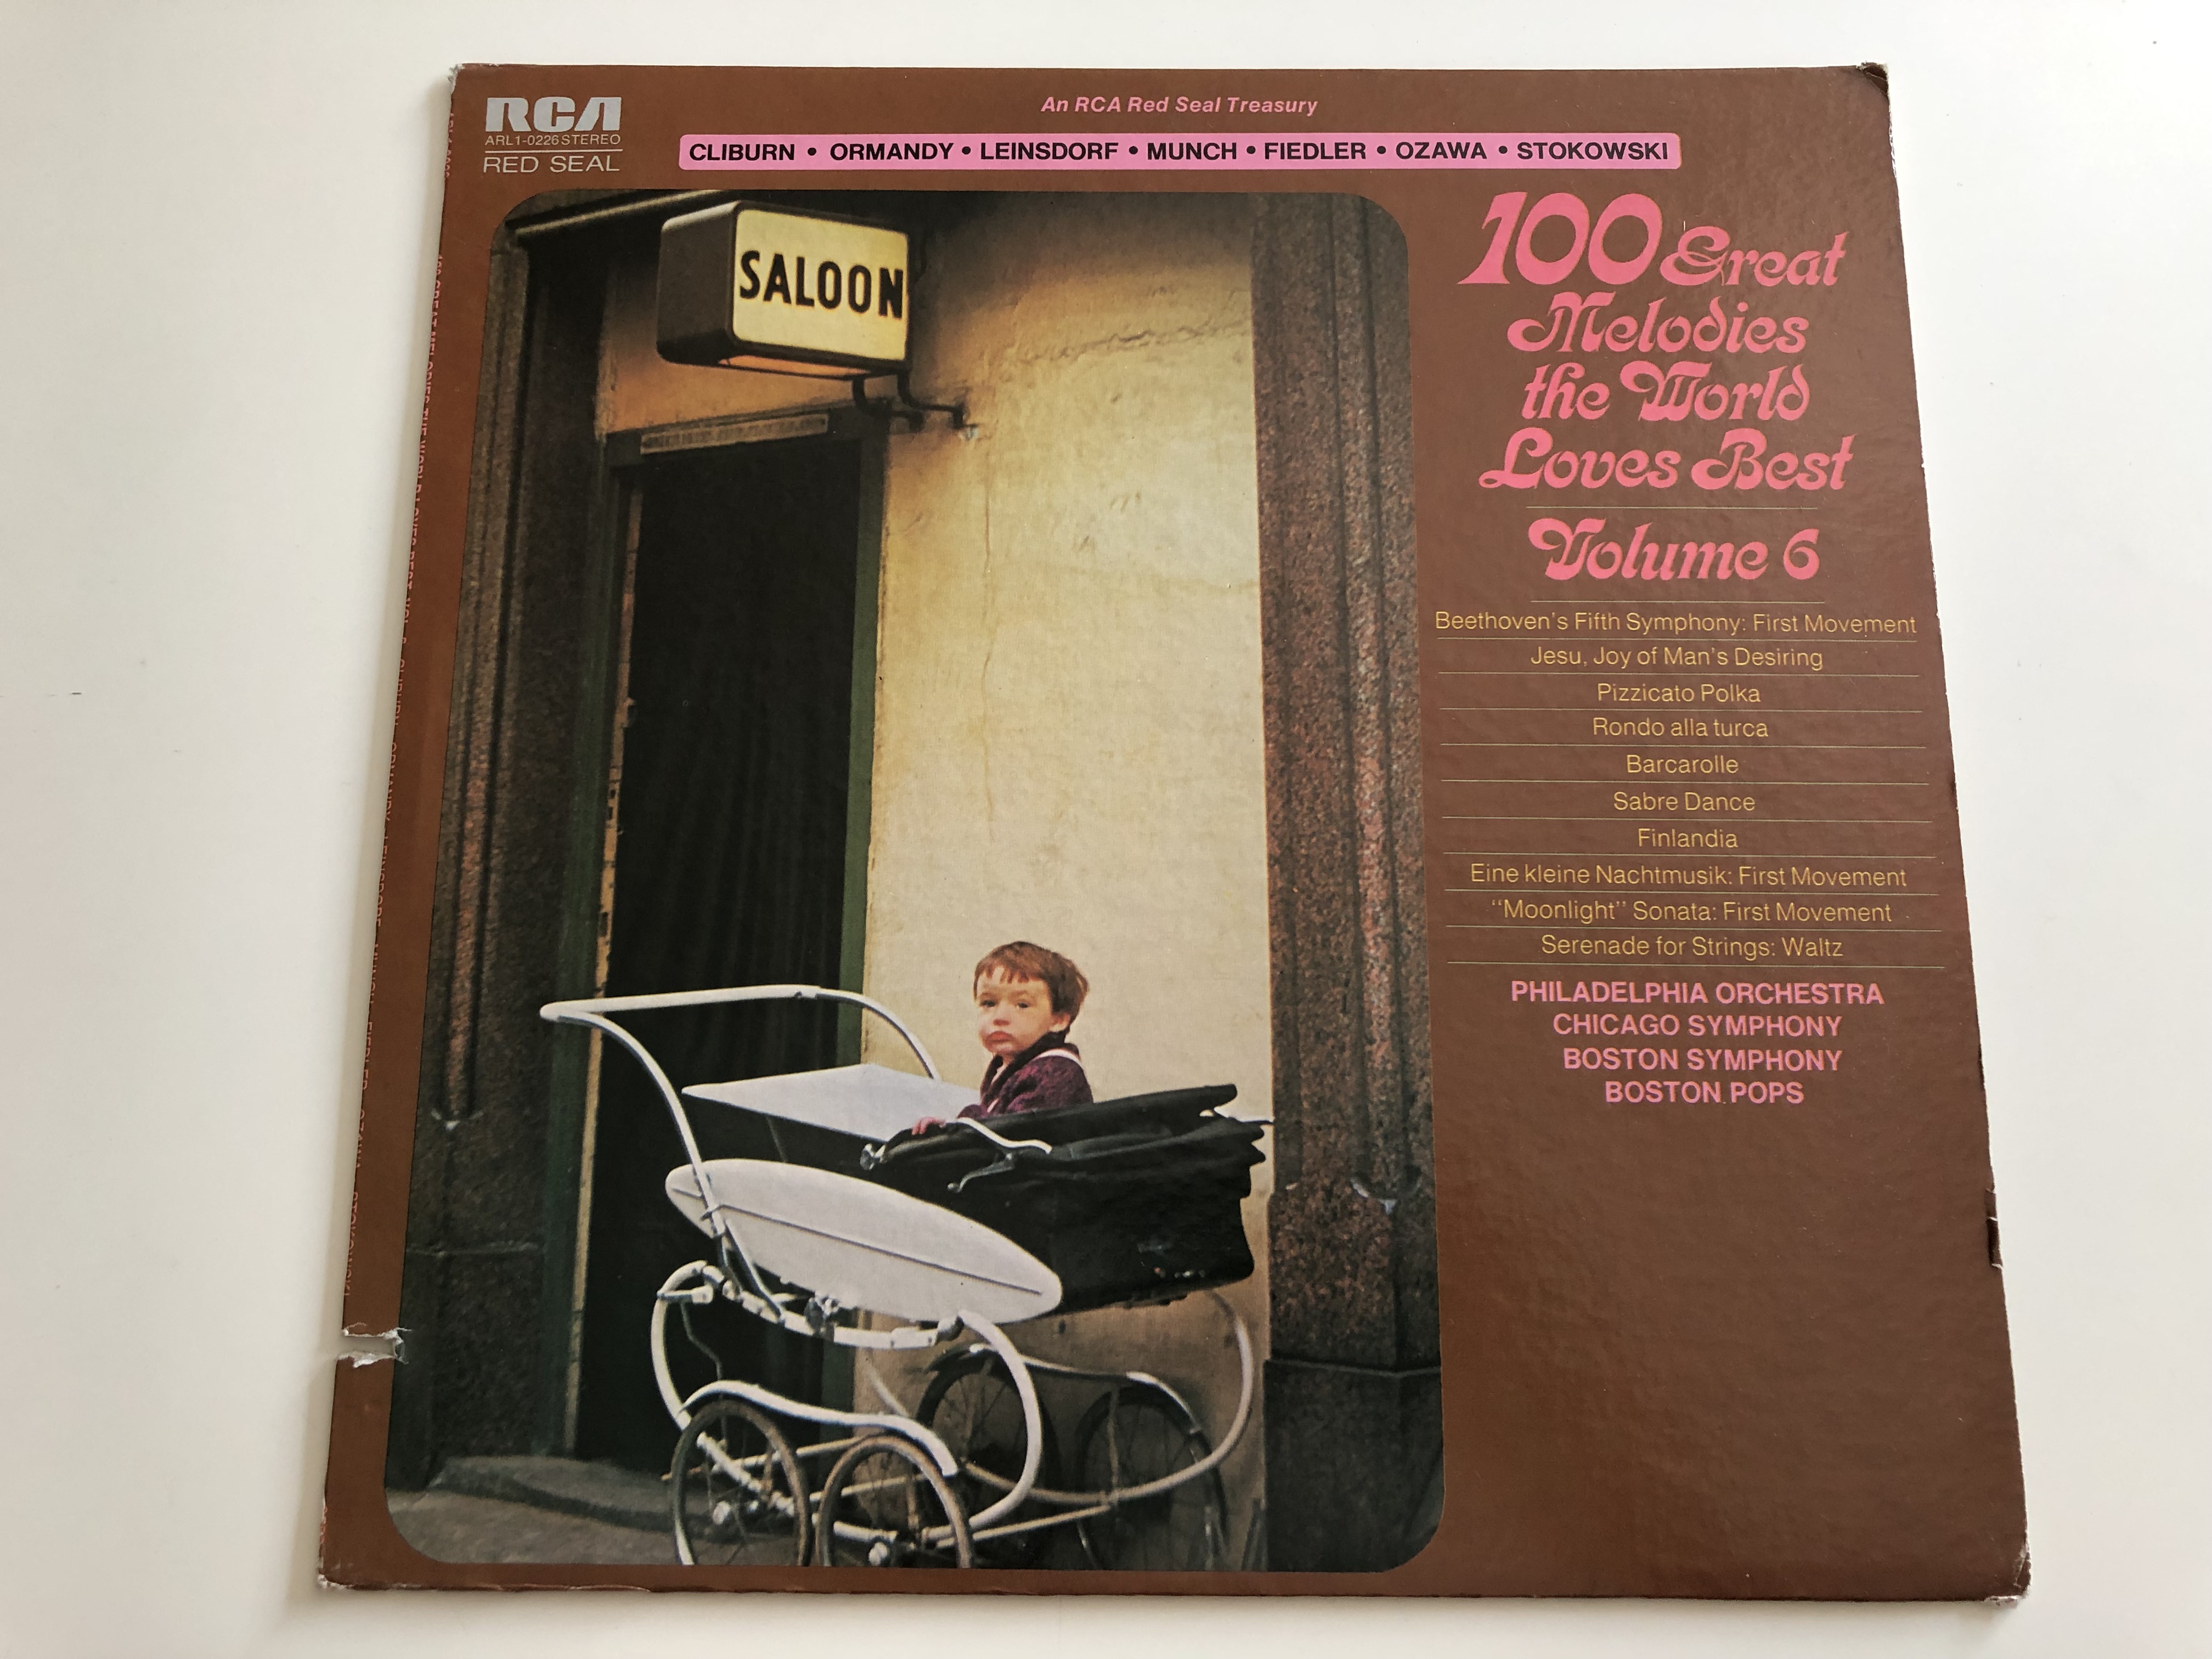 RCA
ARL1-0226 STEREO
RED SEAL
An RCA Red Seal Treasury
CLIBURN • ORMANDY • LEINSDORF • MUNCH • FIEDLER • OZAWA • STOKOWSKI
SALOON
100 Great
Melodies
the World
Loves Best
Volume 6
Beethoven's Fifth Symphony: First Movement
Jesu, Joy of Man's Desiring
Pizzicato Polka
Rondo alla turca
Barcarolle
Sabre Dance
Finlandia
Eine kleine Nachtmusik: First Movement
"Moonlight" Sonata: First Movement
Serenade for Strings: Waltz
PHILADELPHIA ORCHESTRA
CHICAGO SYMPHONY
BOSTON SYMPHONY
BOSTON POPS